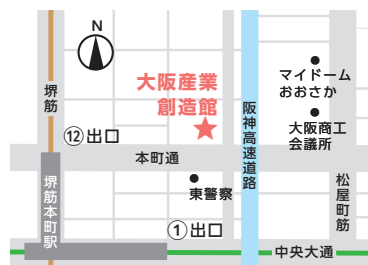 N
堺筋
大阪産業
創造館
マイドーム
おおさか
大阪商工
会議所
阪神高速道路
⑫出口
本町通
東警察
松屋町筋
堺筋本町駅
①出口
中央大通